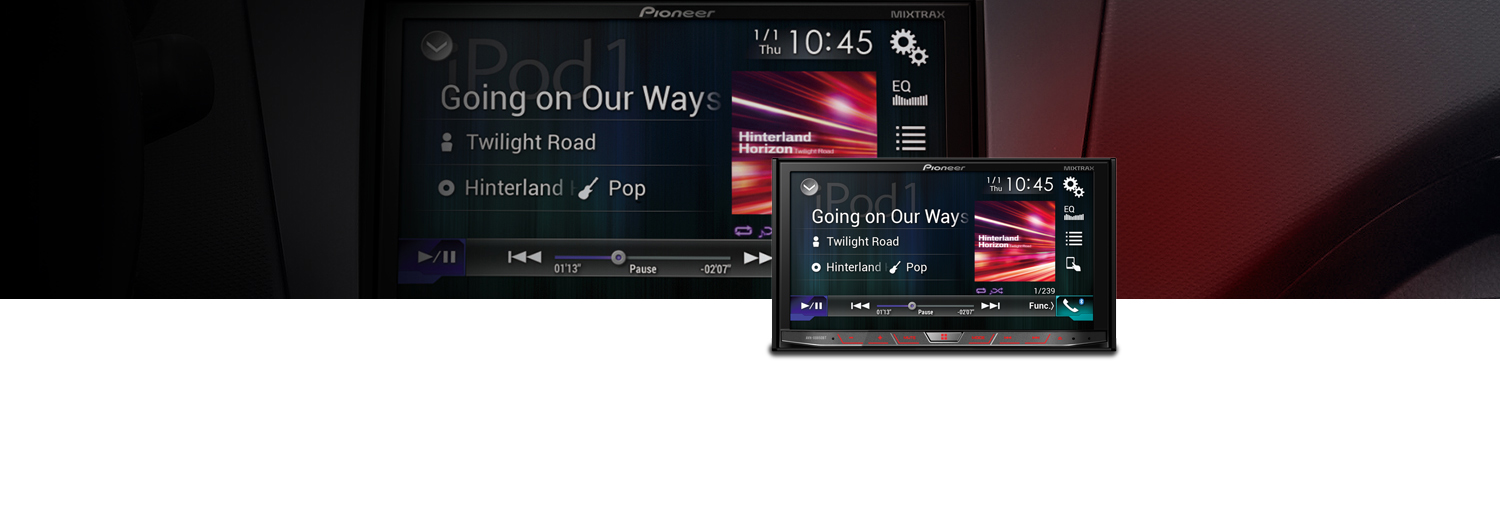 Pioneer
MIXTRAX
iPod1
1/1
Thu 10:45
Going on Our Ways
EQ
Twilight Road
Hinterland
Horizon Twilight Road
Hinterland
Pop
01'13"
Pause
-02'07"
Pioneer
MIXTRAX
iPod1
1/1
Thu 10:45
Going on Our Ways
EQ
Twilight Road
Hinterland
Horizon
Hinterland
Pop
1/239
01'13"
Pause
-02'07"
Func.